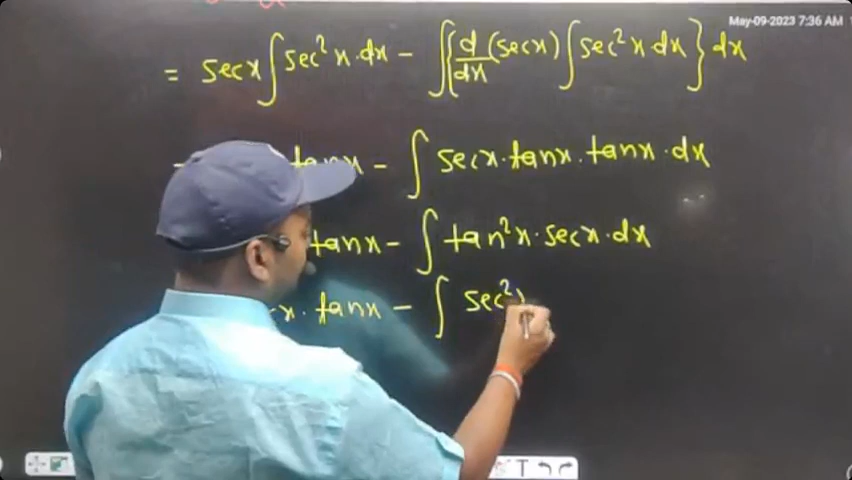 May-09-2023 7:36 AM
= secx ∫ sec²x·dx − ∫{d/dx (secx) ∫ sec²x·dx} dx
tanx − ∫ secx·tanx·tanx·dx
tanx − ∫ tan²x·secx·dx
x·tanx − ∫ sec²
T